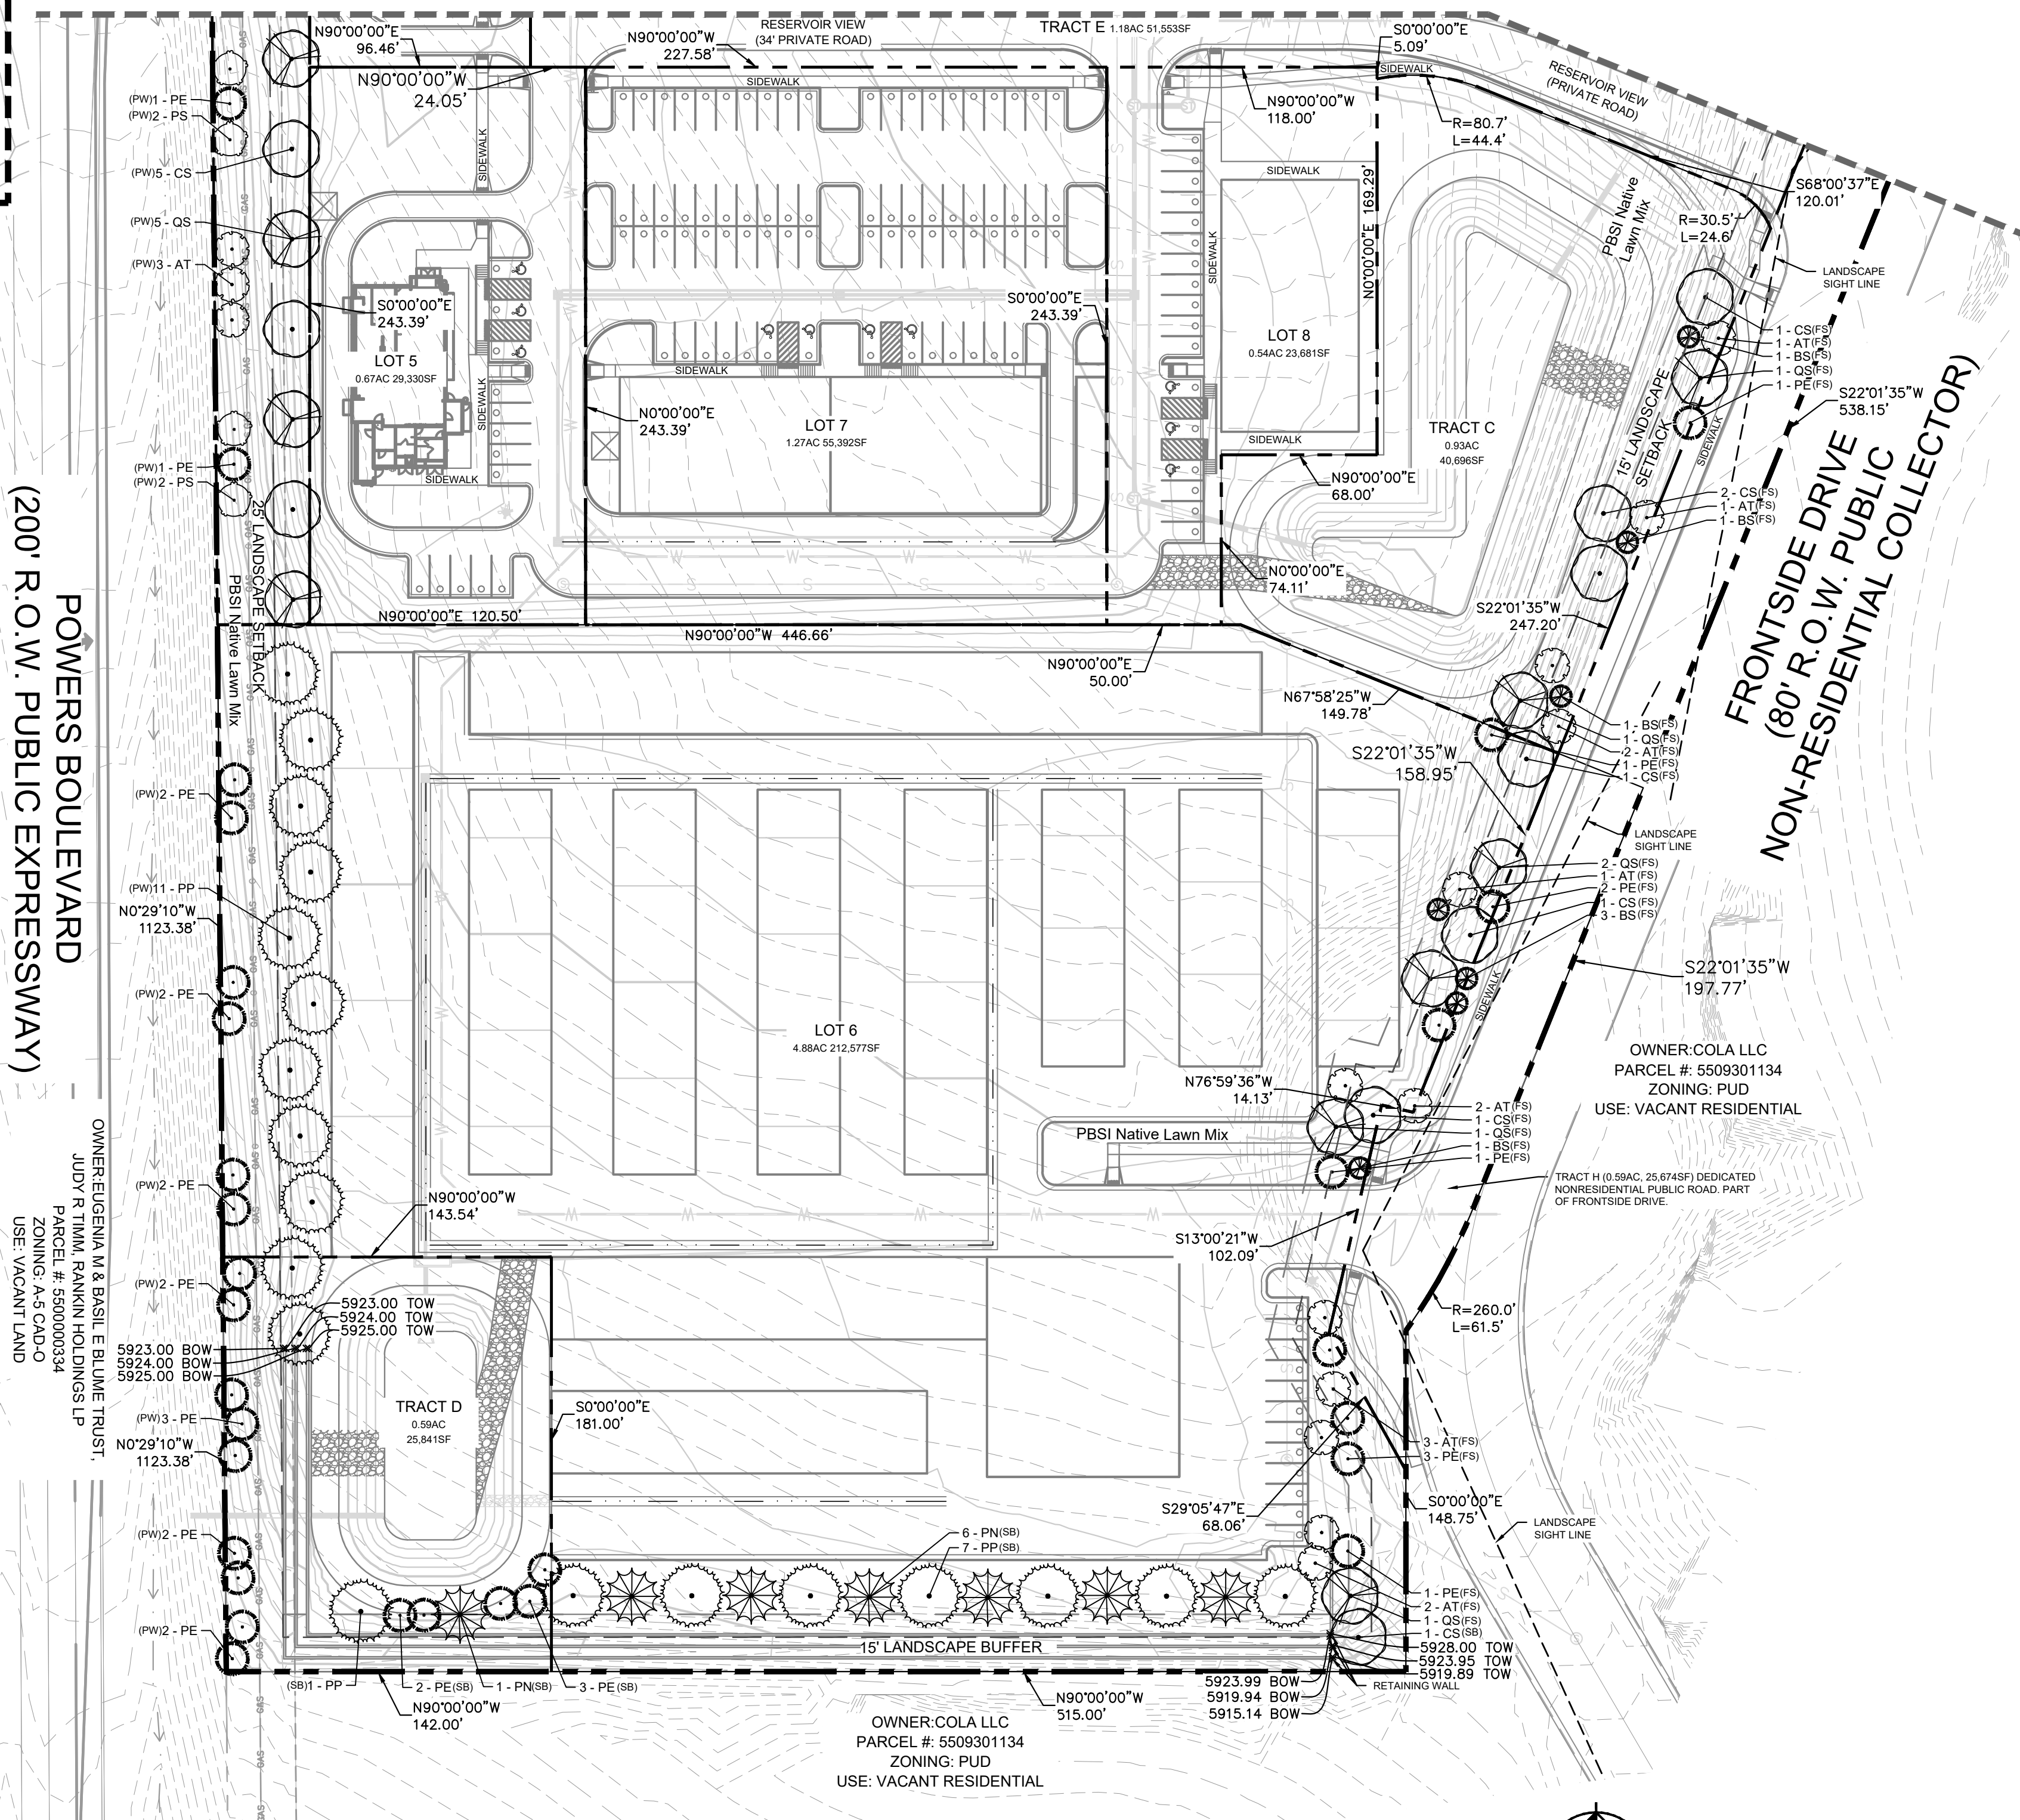 N90°00'00"E
96.46'
N90°00'00"W
24.05'
N90°00'00"W
227.58'
RESERVOIR VIEW
(34' PRIVATE ROAD)
TRACT E 1.18AC 51,553SF
S0°00'00"E
5.09'
SIDEWALK
SIDEWALK
N90°00'00"W
118.00'
R=80.7'
L=44.4'
RESERVOIR VIEW
(PRIVATE ROAD)
S68°00'37"E
120.01'
R=30.5'
L=24.6'
PBSI Native
Lawn Mix
LANDSCAPE
SIGHT LINE
(PW)1 - PE
(PW)2 - PS
(PW)5 - CS
(PW)5 - QS
(PW)3 - AT
(PW)1 - PE
(PW)2 - PS
SIDEWALK
SIDEWALK
SIDEWALK
N0°00'00"E 169.29'
S0°00'00"E
243.39'
LOT 5
0.67AC 29,330SF
SIDEWALK
SIDEWALK
S0°00'00"E
243.39'
SIDEWALK
N0°00'00"E
243.39'
LOT 7
1.27AC 55,392SF
LOT 8
0.54AC 23,681SF
SIDEWALK
N90°00'00"E
68.00'
TRACT C
0.93AC
40,696SF
15' LANDSCAPE
SETBACK
SIDEWALK
1 - CS(FS)
1 - AT(FS)
1 - BS(FS)
1 - QS(FS)
1 - PE(FS)
S22°01'35"W
538.15'
2 - CS(FS)
1 - AT(FS)
1 - BS(FS)
FRONTSIDE DRIVE
(80' R.O.W. PUBLIC
NON-RESIDENTIAL COLLECTOR)
N0°00'00"E
74.11'
S22°01'35"W
247.20'
25' LANDSCAPE SETBACK
PBSI Native Lawn Mix
GAS
W
S
N90°00'00"E 120.50'
N90°00'00"W 446.66'
N90°00'00"E
50.00'
N67°58'25"W
149.78'
S22°01'35"W
158.95'
1 - BS(FS)
1 - QS(FS)
2 - AT(FS)
1 - PE(FS)
1 - CS(FS)
LANDSCAPE
SIGHT LINE
2 - QS(FS)
1 - AT(FS)
2 - PE(FS)
1 - CS(FS)
3 - BS(FS)
S22°01'35"W
197.77'
SIDEWALK
POWERS BOULEVARD
(200' R.O.W. PUBLIC EXPRESSWAY)
(PW)2 - PE
(PW)11 - PP
N0°29'10"W
1123.38'
(PW)2 - PE
LOT 6
4.88AC 212,577SF
OWNER:COLA LLC
PARCEL #: 5509301134
ZONING: PUD
USE: VACANT RESIDENTIAL
N76°59'36"W
14.13'
PBSI Native Lawn Mix
2 - AT(FS)
1 - CS(FS)
1 - QS(FS)
1 - BS(FS)
1 - PE(FS)
TRACT H (0.59AC, 25,674SF) DEDICATED
NONRESIDENTIAL PUBLIC ROAD. PART
OF FRONTSIDE DRIVE.
(PW)2 - PE
N90°00'00"W
143.54'
S13°00'21"W
102.09'
(PW)2 - PE
5923.00 TOW
5924.00 TOW
5925.00 TOW
5923.00 BOW
5924.00 BOW
5925.00 BOW
R=260.0'
L=61.5'
OWNER:EUGENIA M & BASIL E BLUME TRUST,
JUDY R TIMM, RANKIN HOLDINGS LP
PARCEL #: 5500000334
ZONING: A-5 CAD-O
USE: VACANT LAND
(PW)3 - PE
N0°29'10"W
1123.38'
TRACT D
0.59AC
25,841SF
S0°00'00"E
181.00'
3 - AT(FS)
3 - PE(FS)
S29°05'47"E
68.06'
S0°00'00"E
148.75'
LANDSCAPE
SIGHT LINE
(PW)2 - PE
6 - PN(SB)
7 - PP(SB)
1 - PE(FS)
2 - AT(FS)
1 - QS(FS)
1 - CS(SB)
5928.00 TOW
5923.95 TOW
5919.89 TOW
RETAINING WALL
(PW)2 - PE
15' LANDSCAPE BUFFER
(SB)1 - PP
2 - PE(SB)
1 - PN(SB)
3 - PE(SB)
N90°00'00"W
142.00'
N90°00'00"W
515.00'
5923.99 BOW
5919.94 BOW
5915.14 BOW
OWNER:COLA LLC
PARCEL #: 5509301134
ZONING: PUD
USE: VACANT RESIDENTIAL